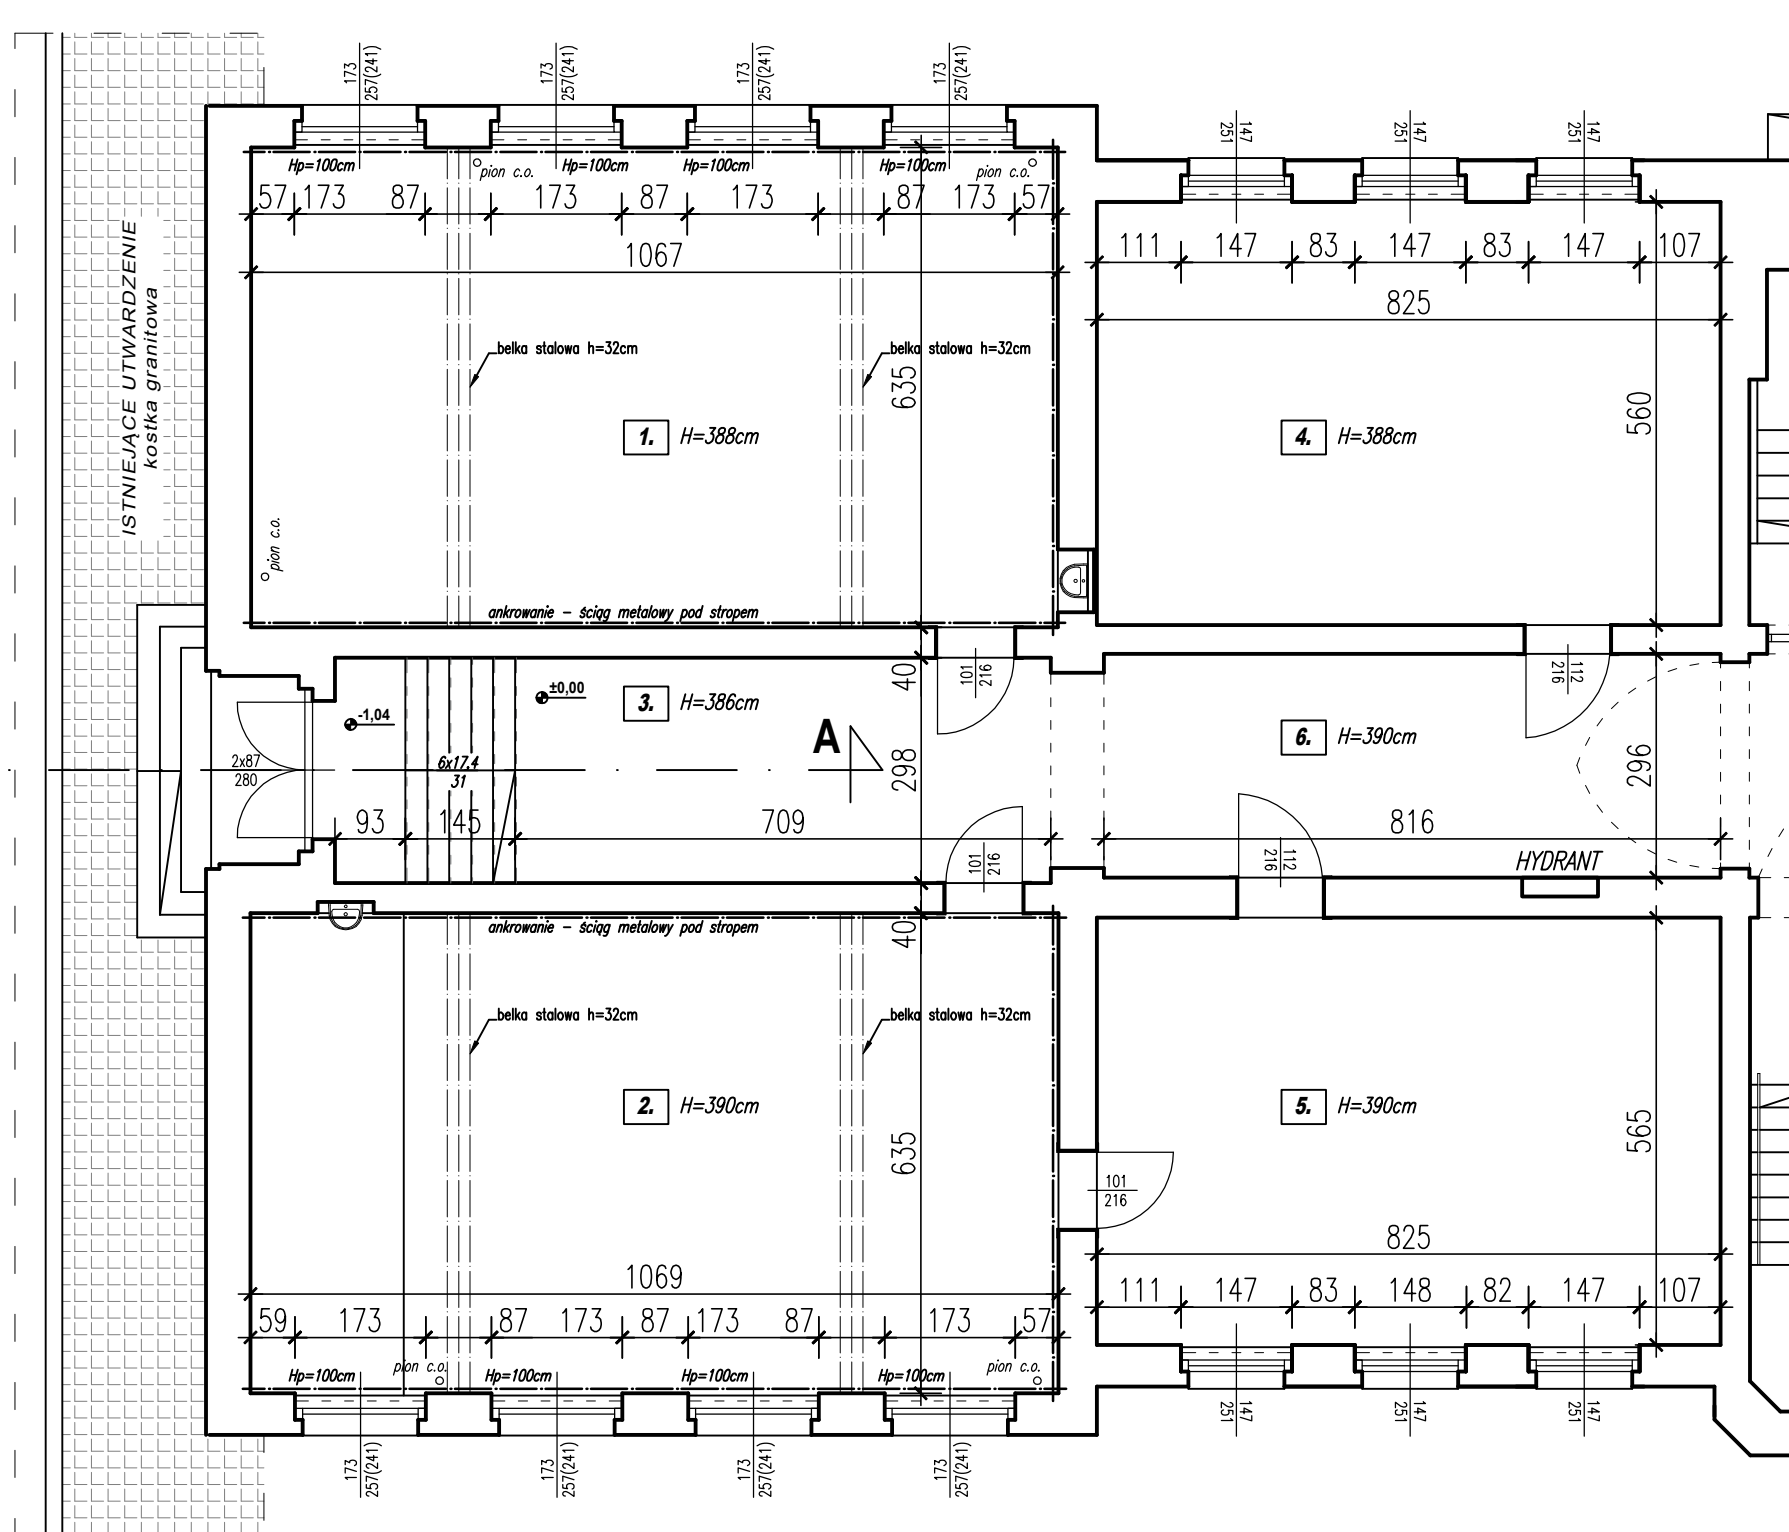 173
257(241)
173
257(241)
173
257(241)
173
257(241)
147
251
147
251
147
251
Hp=100cm
pion c.o.
Hp=100cm
Hp=100cm
Hp=100cm
pion c.o.
57 173 87 173 87 173 87 173 57
1067
111 147 83 147 83 147 107
825
ISTNIEJĄCE UTWARDZENIE
kostka granitowa
belka stalowa h=32cm
belka stalowa h=32cm
635
560
1. H=388cm
4. H=388cm
pion c.o.
ankrowanie – ściąg metalowy pod stropem
40
101
216
112
216
±0,00
-1,04
3. H=386cm
A
6. H=390cm
2x87
280
6x17.4
31
298
296
93 145 709
816
101
216
112
216
HYDRANT
ankrowanie – ściąg metalowy pod stropem
40
belka stalowa h=32cm
belka stalowa h=32cm
2. H=390cm
5. H=390cm
635
565
101
216
825
1069
111 147 83 148 82 147 107
59 173 87 173 87 173 87 173 57
Hp=100cm
pion c.o.
Hp=100cm
Hp=100cm
Hp=100cm
pion c.o.
147
251
147
251
147
251
173
257(241)
173
257(241)
173
257(241)
173
257(241)